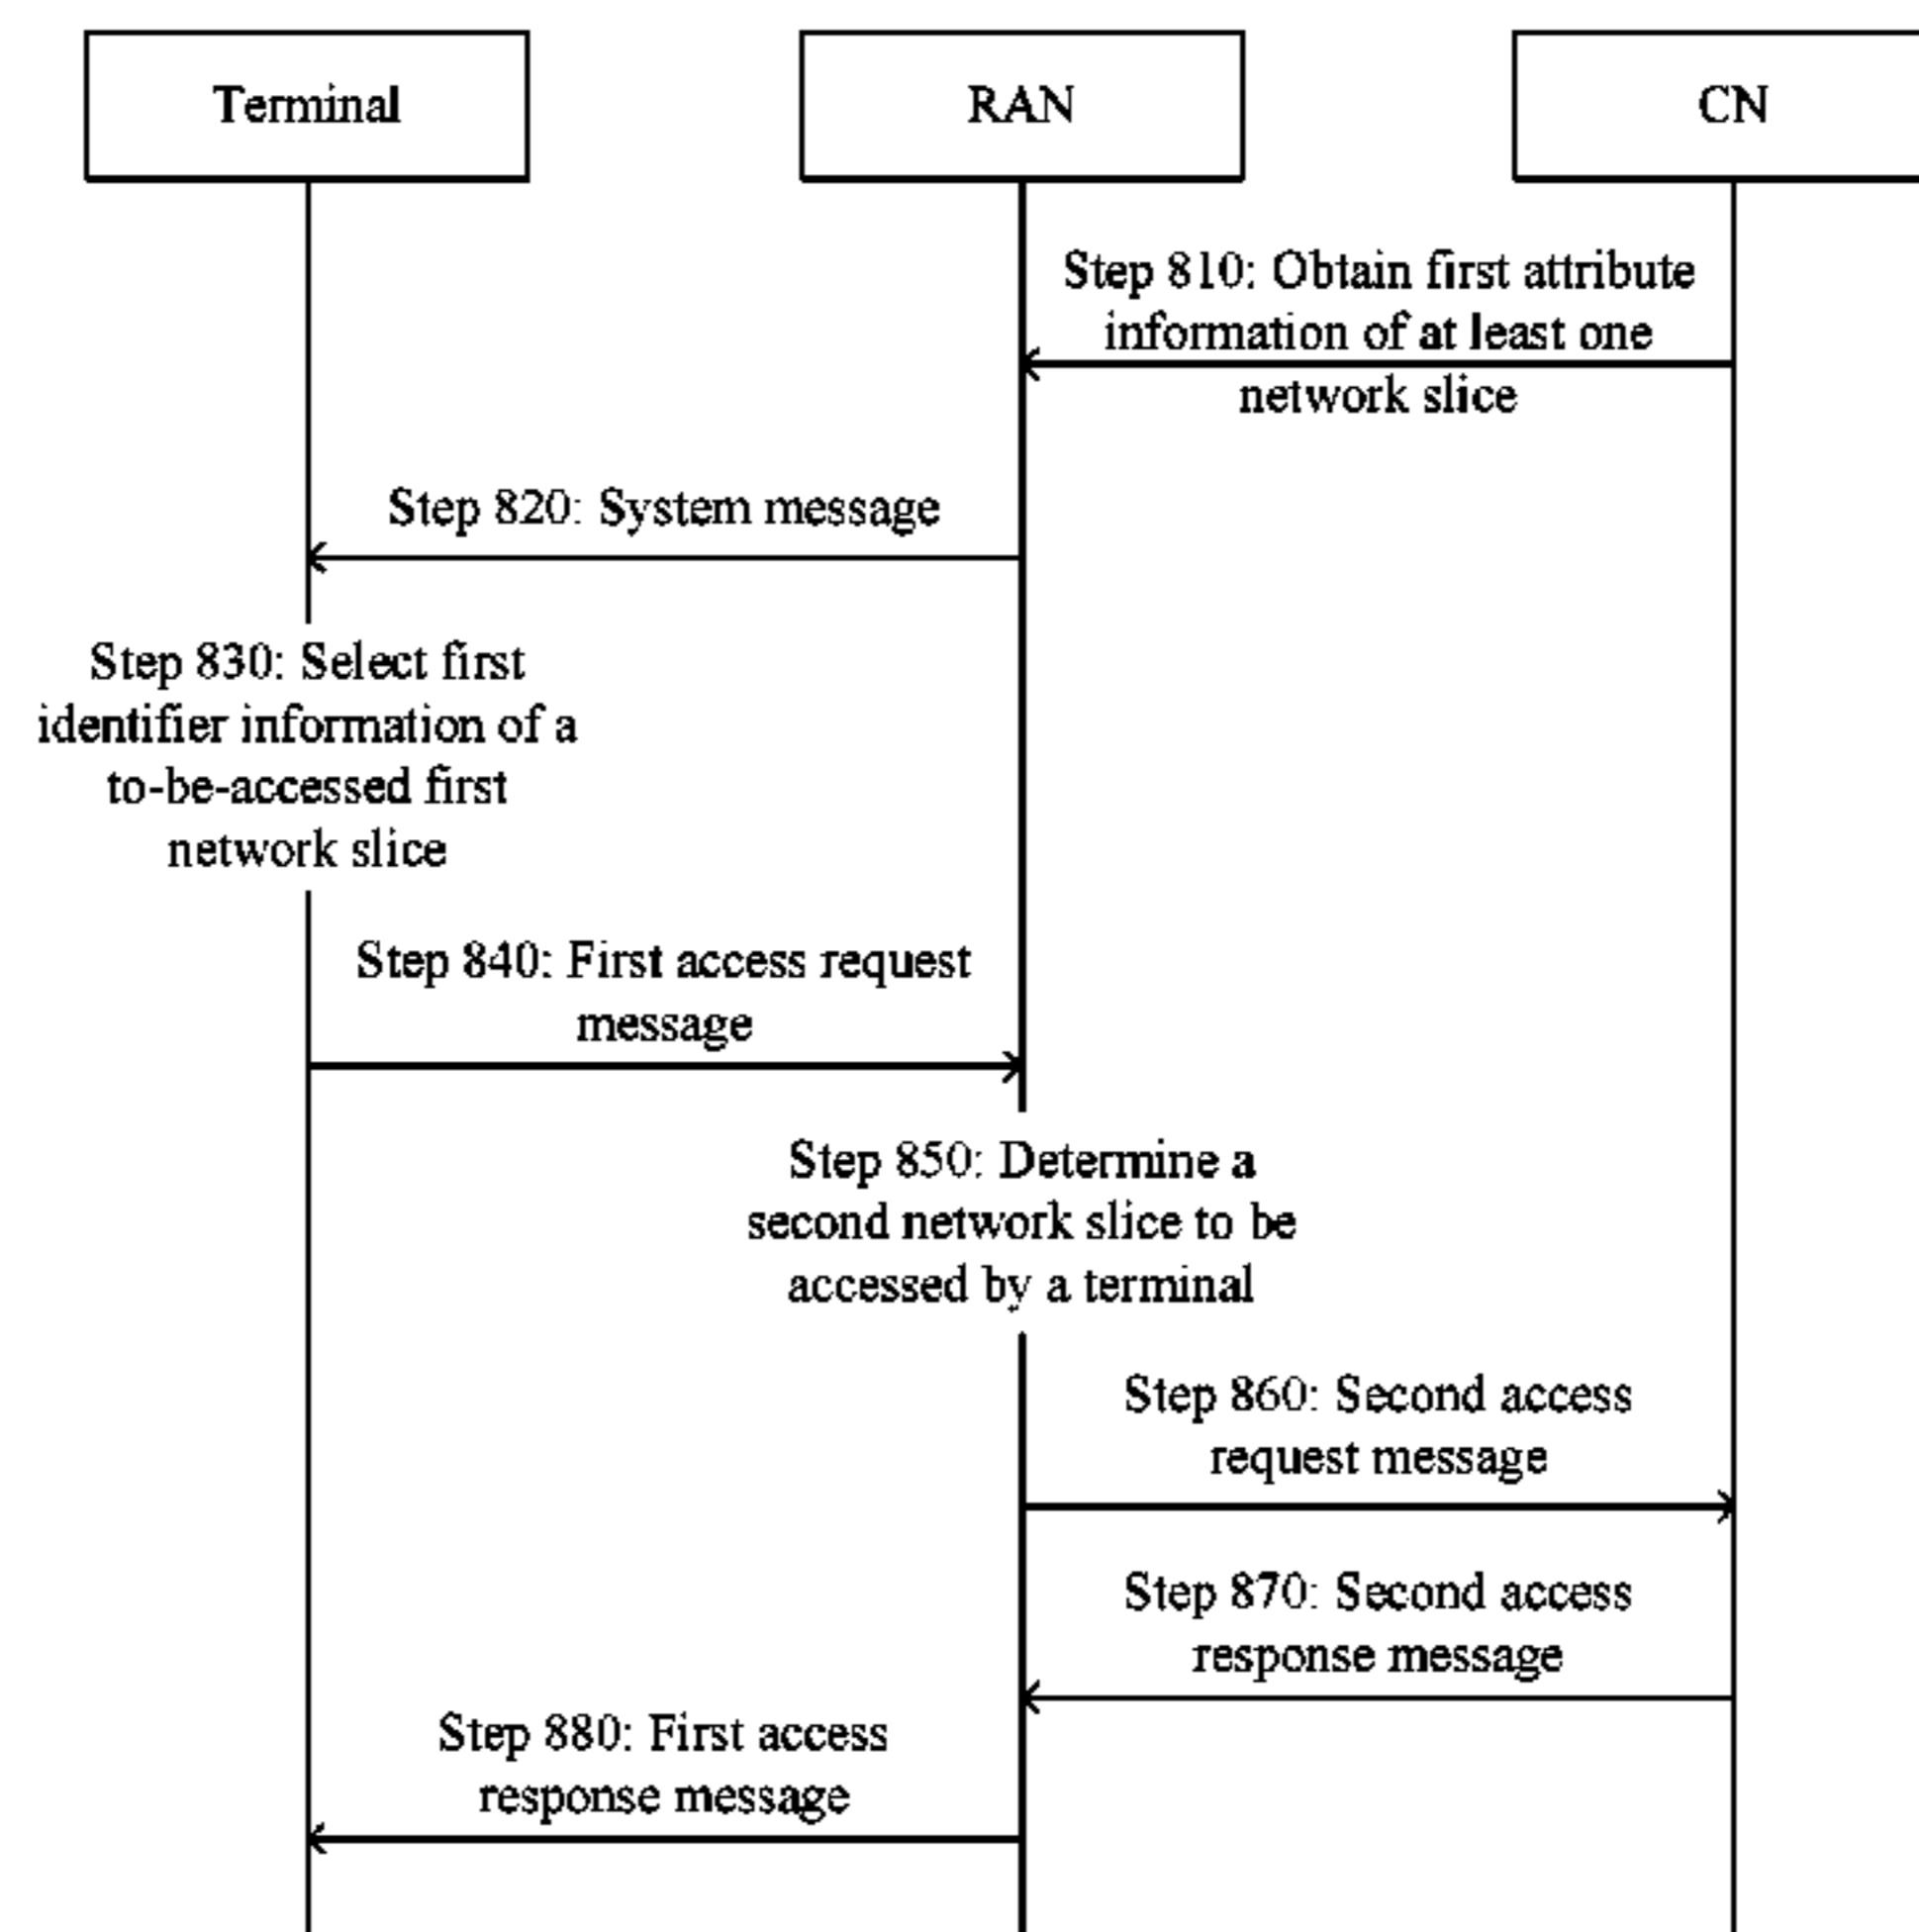 Terminal
RAN
CN
Step 810: Obtain first attribute
information of at least one
network slice
Step 820: System message
Step 830: Select first
identifier information of a
to-be-accessed first
network slice
Step 840: First access request
message
Step 850: Determine a
second network slice to be
accessed by a terminal
Step 860: Second access
request message
Step 870: Second access
response message
Step 880: First access
response message